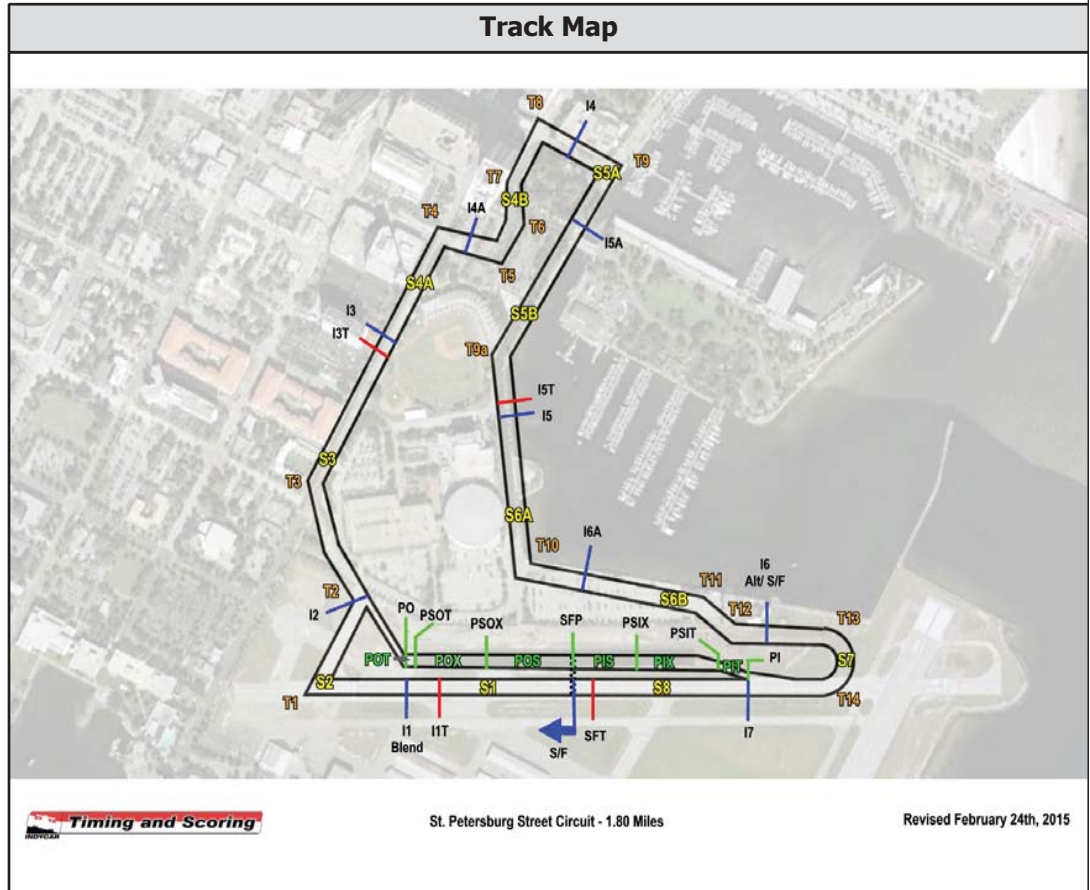 Track Map
T8
I4
T9
S5A
T7
S4B
T4
I4A
T6
I5A
T5
S4A
S5B
I3
I3T
T9a
I5T
I5
S3
T3
S6A
T10
I6A
I6
Alt/ S/F
T11
S6B
T12
T13
T2
I2
PO
PSOT
PSOX
SFP
PSIX
PSIT
PI
S7
POT
POX
POS
PIS
PIX
PIT
S2
S1
S8
T1
T14
I1
Blend
I1T
S/F
SFT
I7
INDYCAR
Timing and Scoring
St. Petersburg Street Circuit - 1.80 Miles
Revised February 24th, 2015